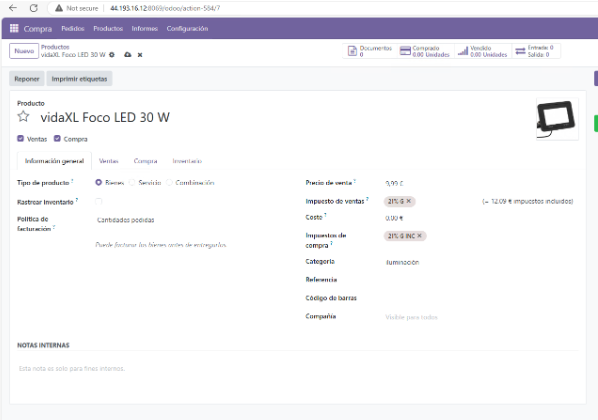 Not secure 44.193.16.12:8069/odoo/action-584/7
Compra Pedidos Productos Informes Configuración
Nuevo
Productos
vidaXL Foco LED 30 W
Documentos
0
Comprado
0,00 Unidades
Vendido
0,00 Unidades
Entrada: 0
Salida: 0
Reponer Imprimir etiquetas
Producto
vidaXL Foco LED 30 W
Ventas Compra
Información general Ventas Compra Inventario
Tipo de producto ? Bienes Servicio Combinación
Rastrear inventario ?
Política de
facturación ?
Cantidades pedidas
Puede facturar los bienes antes de entregarlos.
Precio de venta ? 9,99 €
Impuesto de ventas ? 21% G × (= 12,09 € impuestos incluidos)
Costo ? 0,00 €
Impuestos de
compra ?
21% G INC ×
Categoría Iluminación
Referencia
Código de barras
Compañía Visible para todos
NOTAS INTERNAS
Esta nota es solo para fines internos.